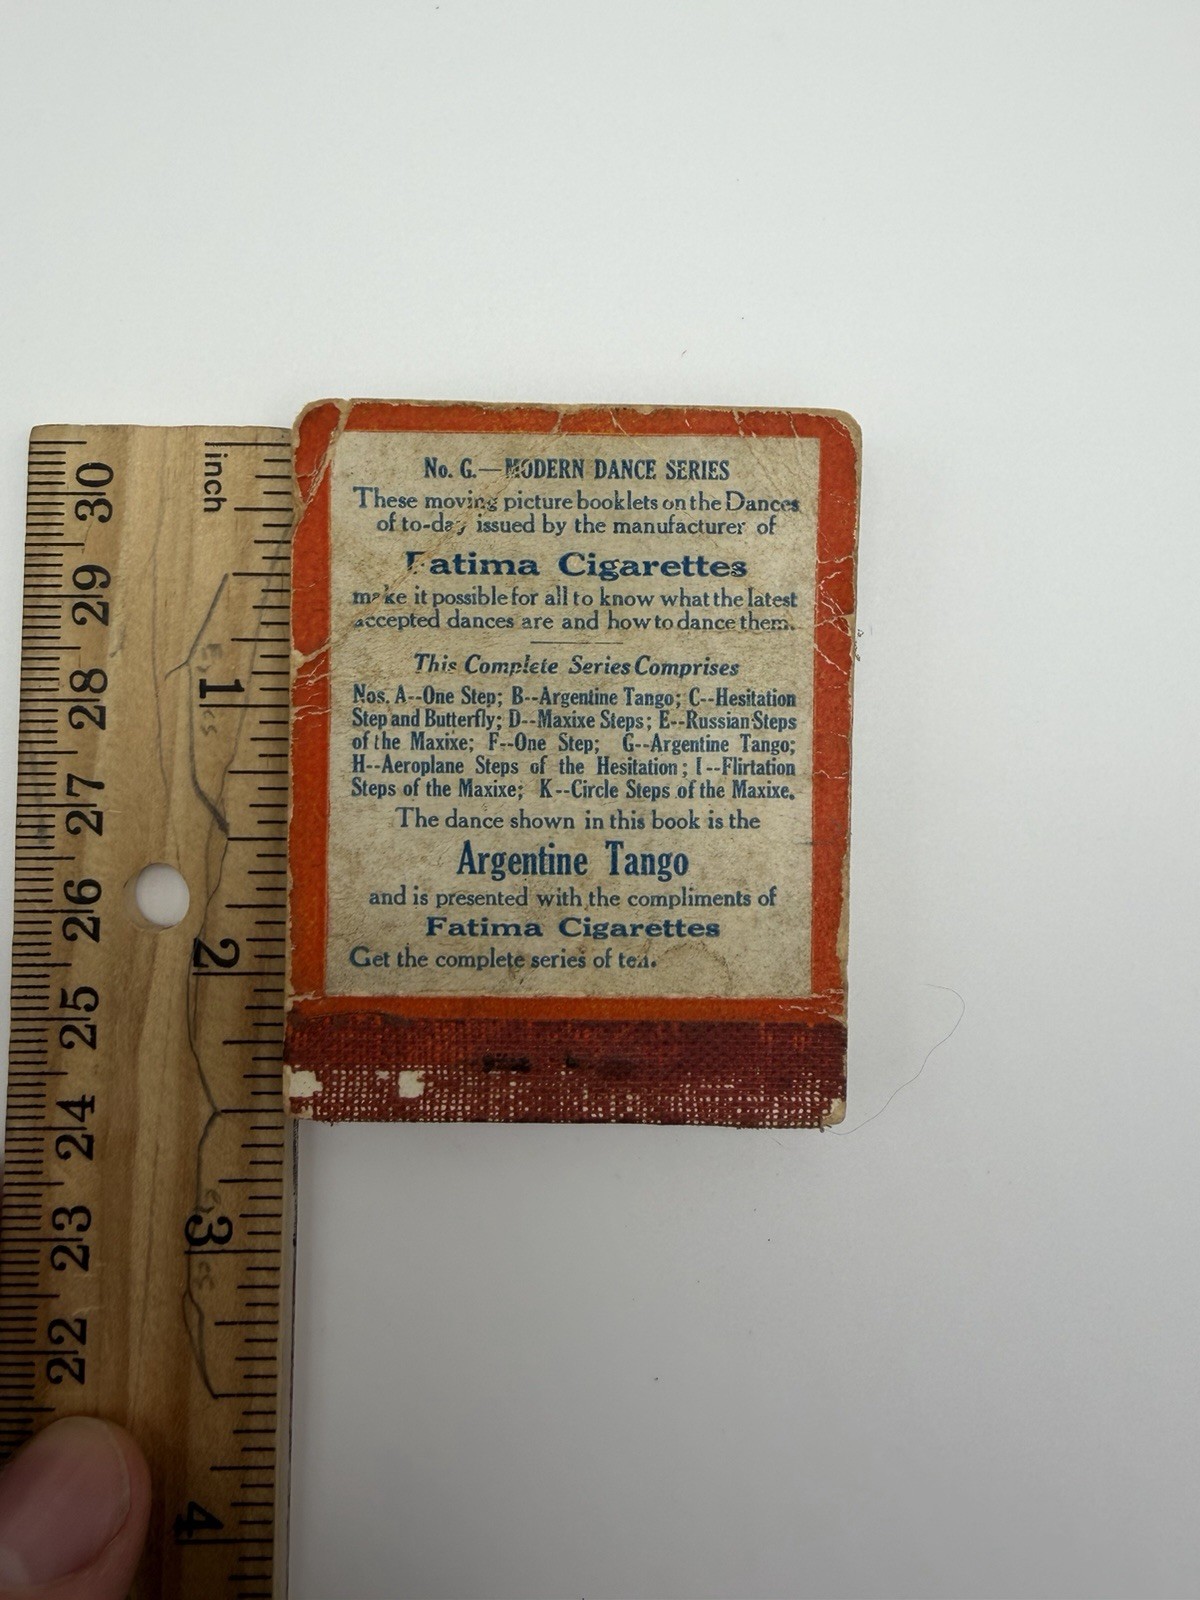 No. G.—MODERN DANCE SERIES
These moving picture booklets on the Dances
of to-day issued by the manufacturer of
Fatima Cigarettes
make it possible for all to know what the latest
accepted dances are and how to dance them.
This Complete Series Comprises
Nos. A--One Step; B--Argentine Tango; C--Hesitation
Step and Butterfly; D--Maxixe Steps; E--Russian Steps
of the Maxixe; F--One Step; G--Argentine Tango;
H--Aeroplane Steps of the Hesitation; I--Flirtation
Steps of the Maxixe; K--Circle Steps of the Maxixe.
The dance shown in this book is the
Argentine Tango
and is presented with the compliments of
Fatima Cigarettes
Get the complete series of ten.
inch
1
2
3
4
30
29
28
27
26
25
24
23
22